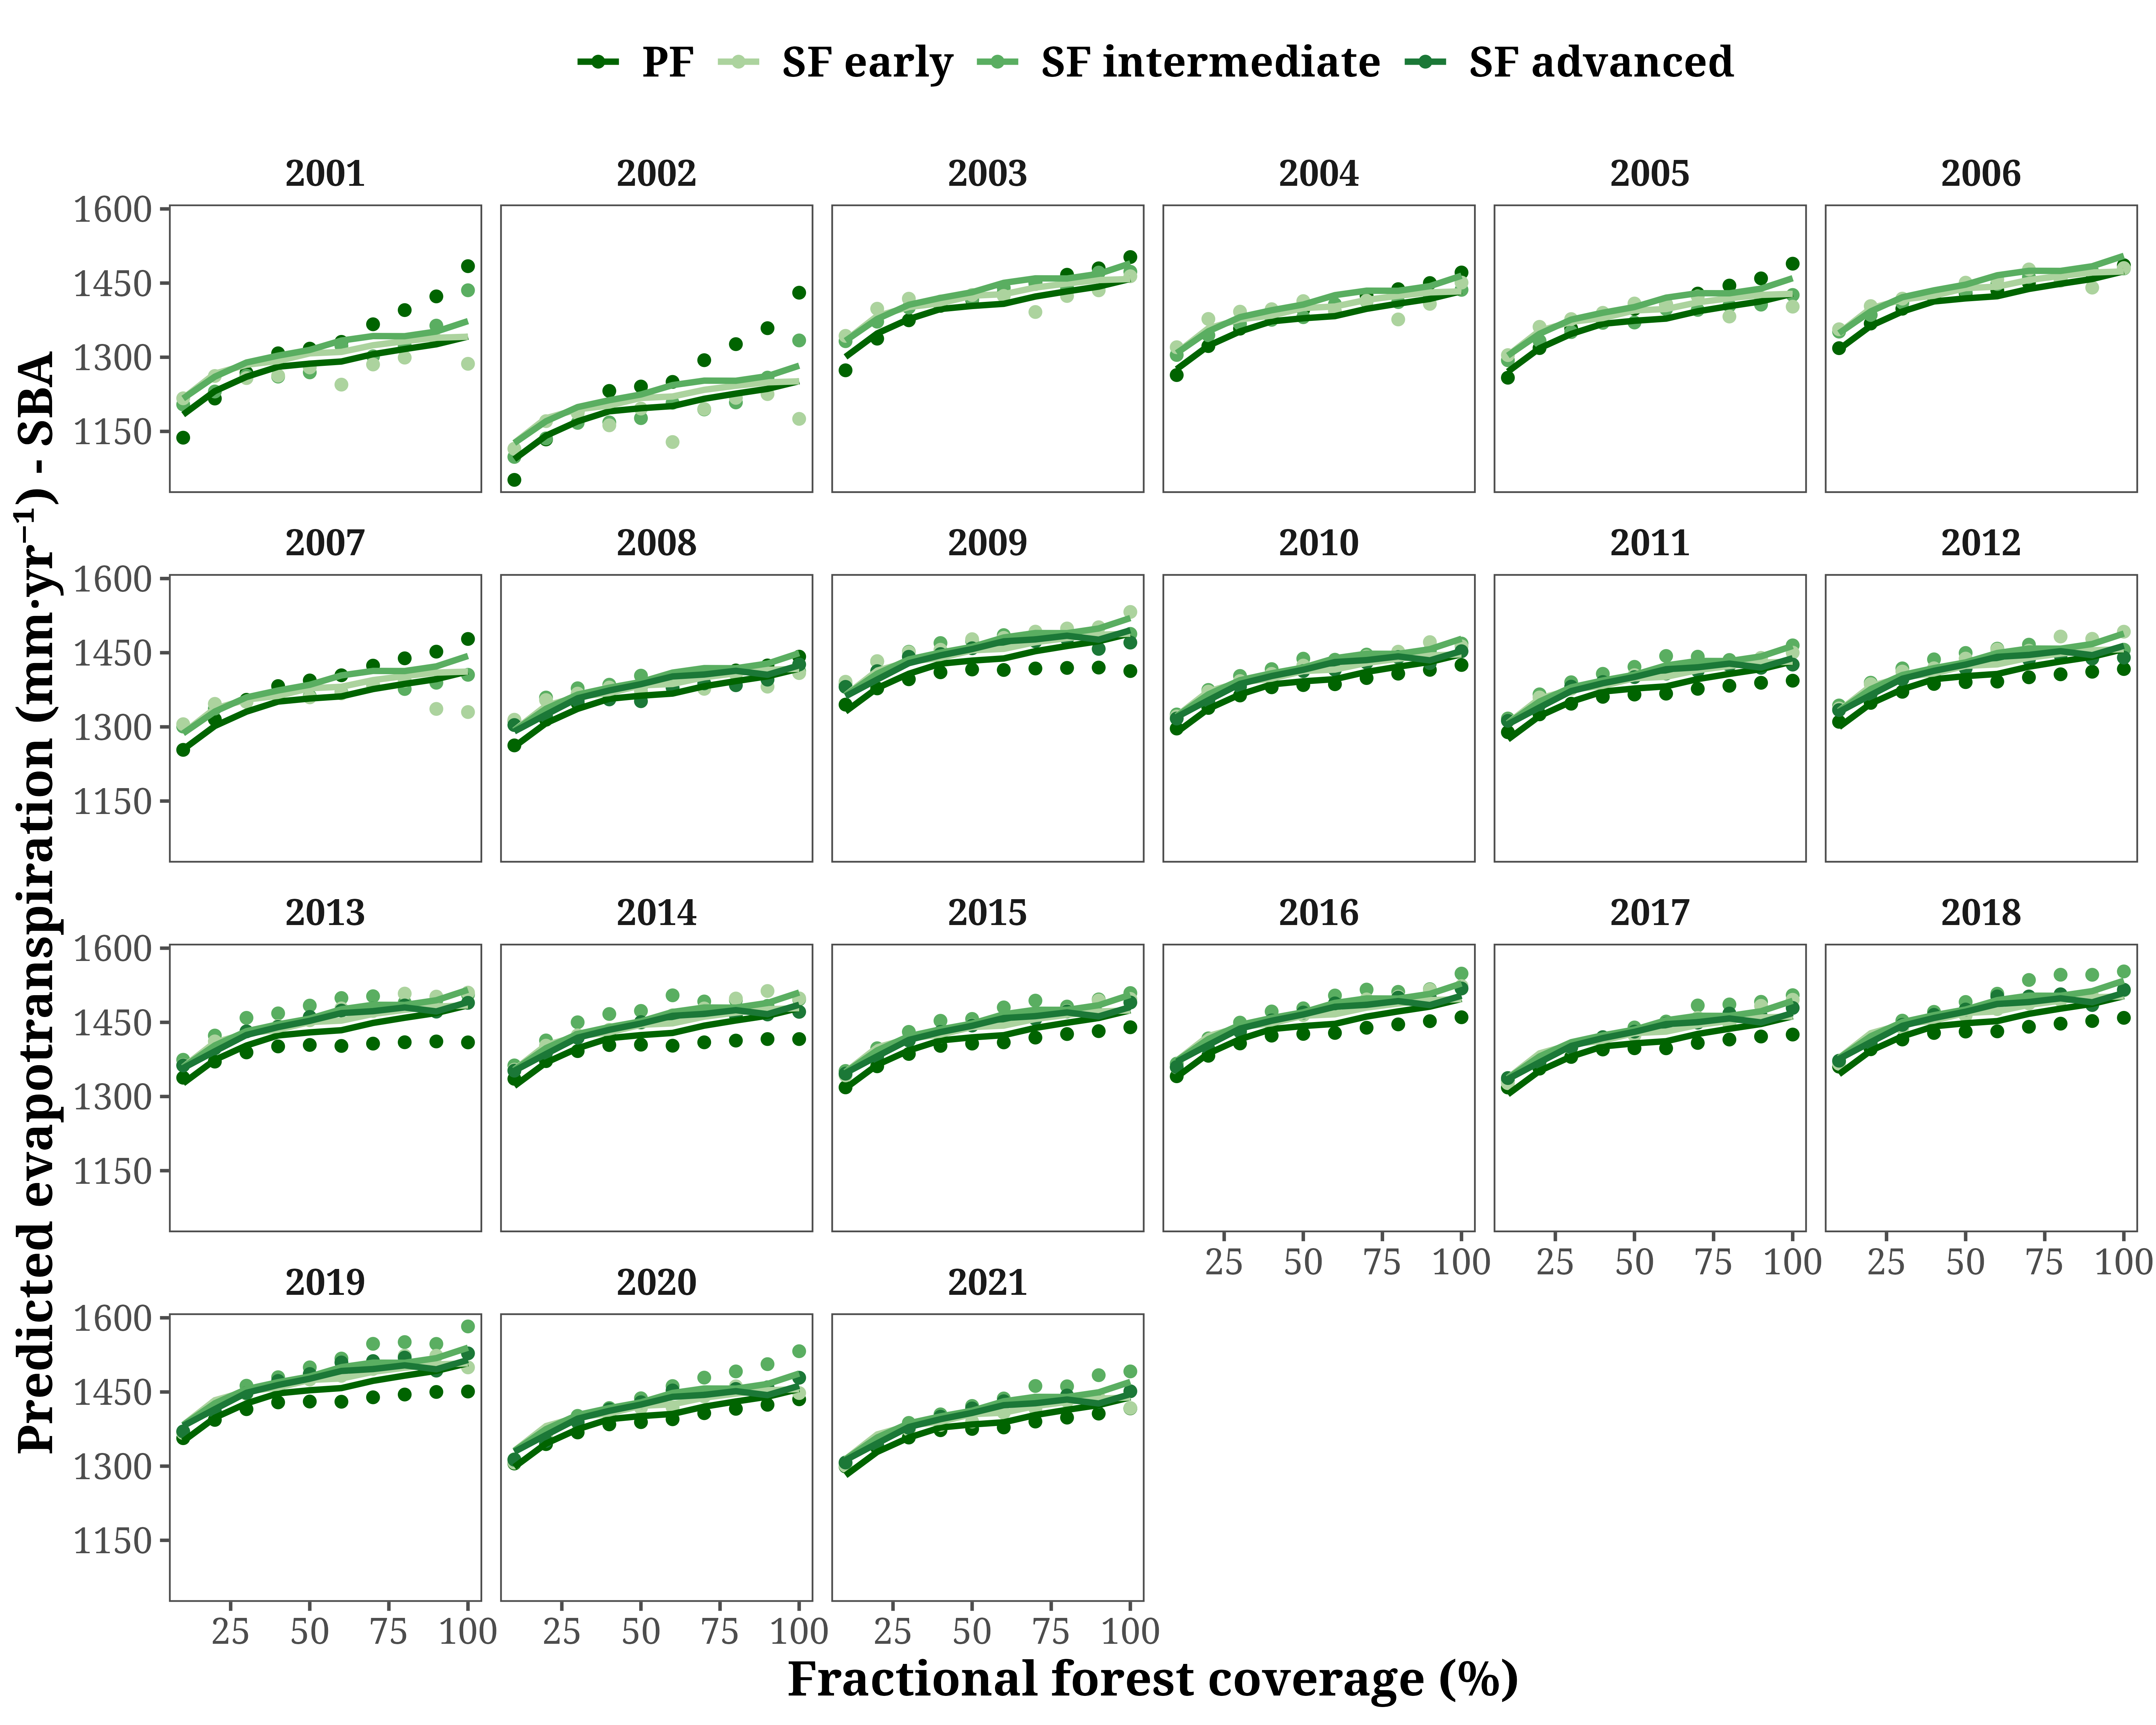 PF SF early SF intermediate SF advanced
2001 2002 2003 2004 2005 2006
1600
1450
1300
1150
2007 2008 2009 2010 2011 2012
1600
1450
1300
1150
2013 2014 2015 2016 2017 2018
1600
1450
1300
1150
25 50 75 100 25 50 75 100 25 50 75 100
2019 2020 2021
1600
1450
1300
1150
25 50 75 100 25 50 75 100 25 50 75 100
Fractional forest coverage (%)
Predicted evapotranspiration (mm·yr⁻¹) - SBA